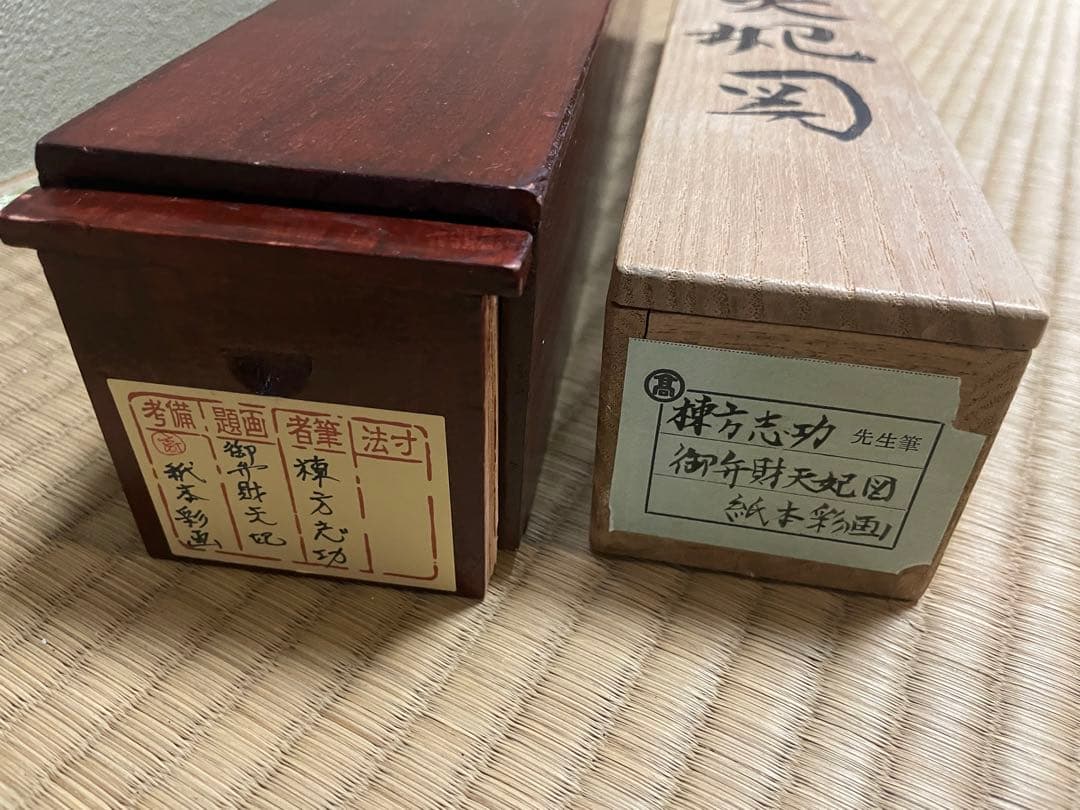 妃
図
寸法
筆者
棟方志功
画題
御弁財天妃
備考
高
紙本彩画
髙
棟方志功 先生筆
御弁財天妃図
紙本彩画